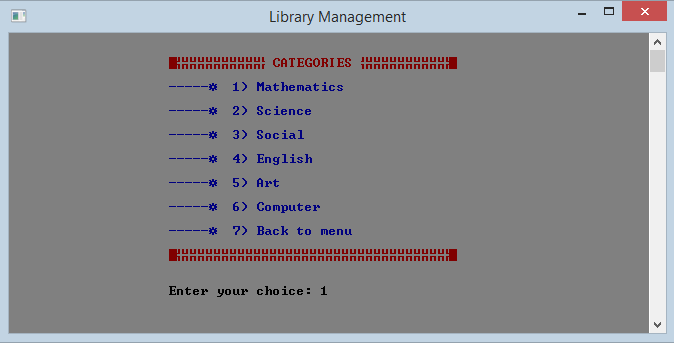 Library Management
CATEGORIES
-----☼ 1) Mathematics
-----☼ 2) Science
-----☼ 3) Social
-----☼ 4) English
-----☼ 5) Art
-----☼ 6) Computer
-----☼ 7) Back to menu
Enter your choice: 1